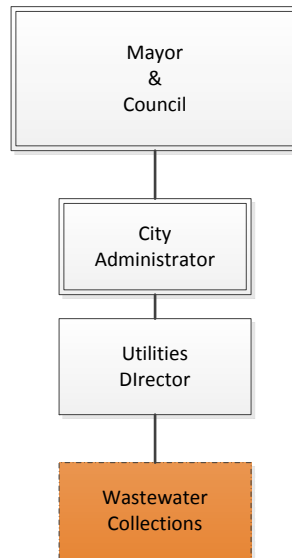 Mayor
&
Council
City
Administrator
Utilities
DIrector
Wastewater
Collections